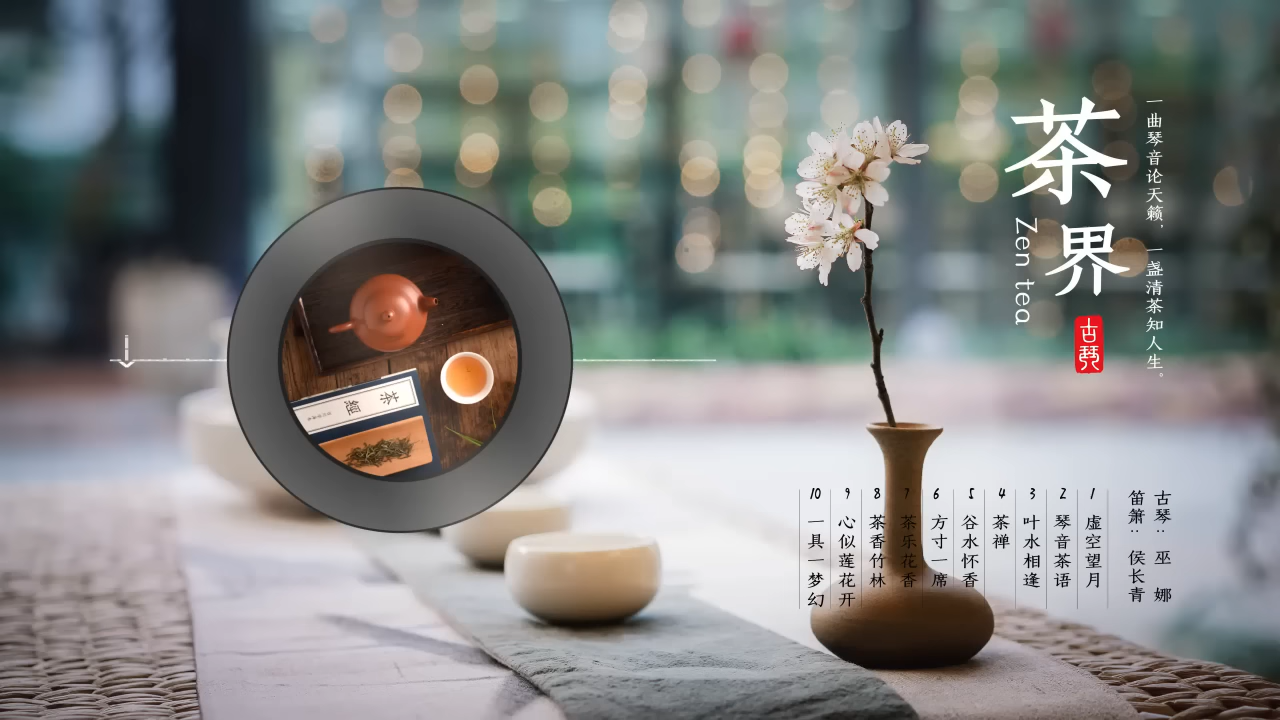 一曲琴音论天籁，一盏清茶知人生。
茶界
Zen tea
古琴
古琴：巫 娜
笛箫：侯长青
1 虚空望月
2 琴音茶语
3 叶水相逢
4 茶禅
5 谷水怀香
6 方寸一席
7 茶乐花香
8 茶香竹林
9 心似莲花开
10 一具一梦幻
茶經